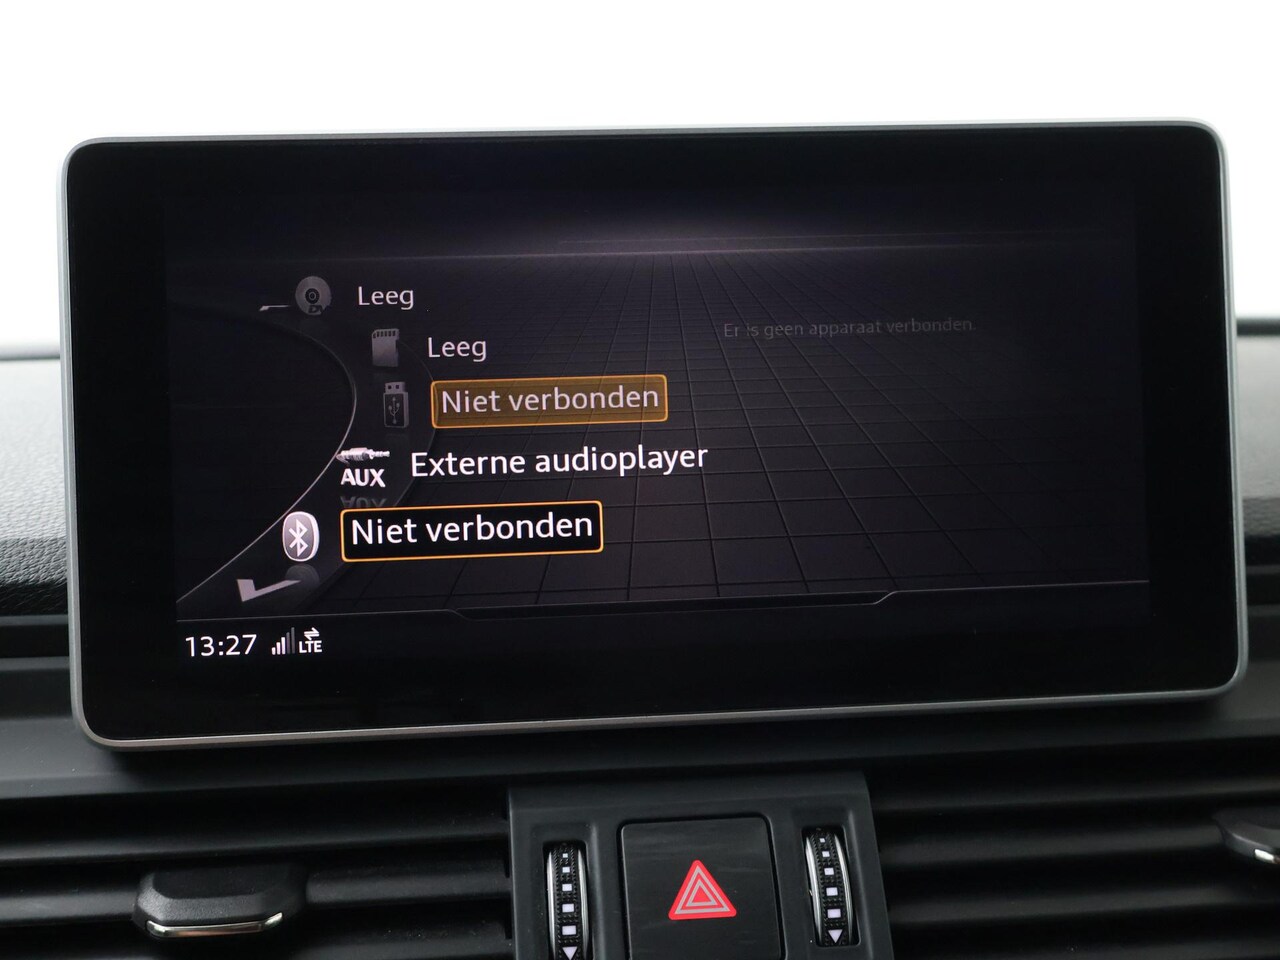 Leeg
Leeg
Er is geen apparaat verbonden.
Niet verbonden
AUX Externe audioplayer
Niet verbonden
13:27 LTE